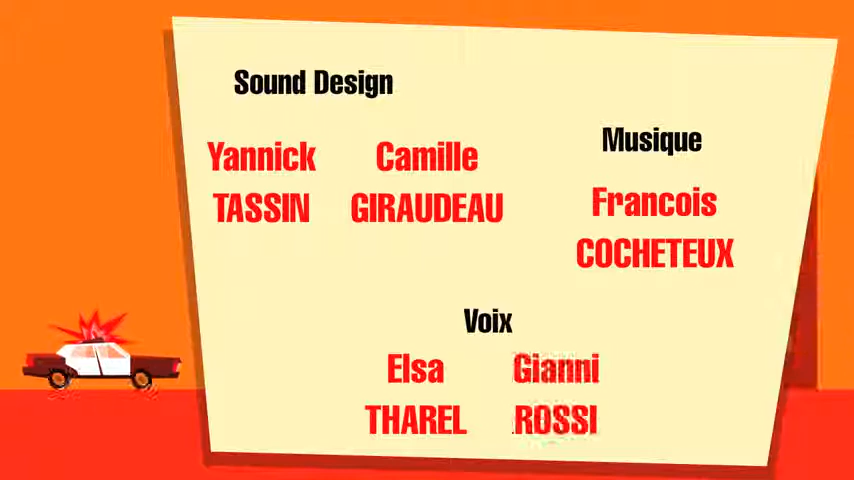 Sound Design
Yannick Camille
TASSIN GIRAUDEAU
Musique
Francois
COCHETEUX
Voix
Elsa Gianni
THAREL ROSSI